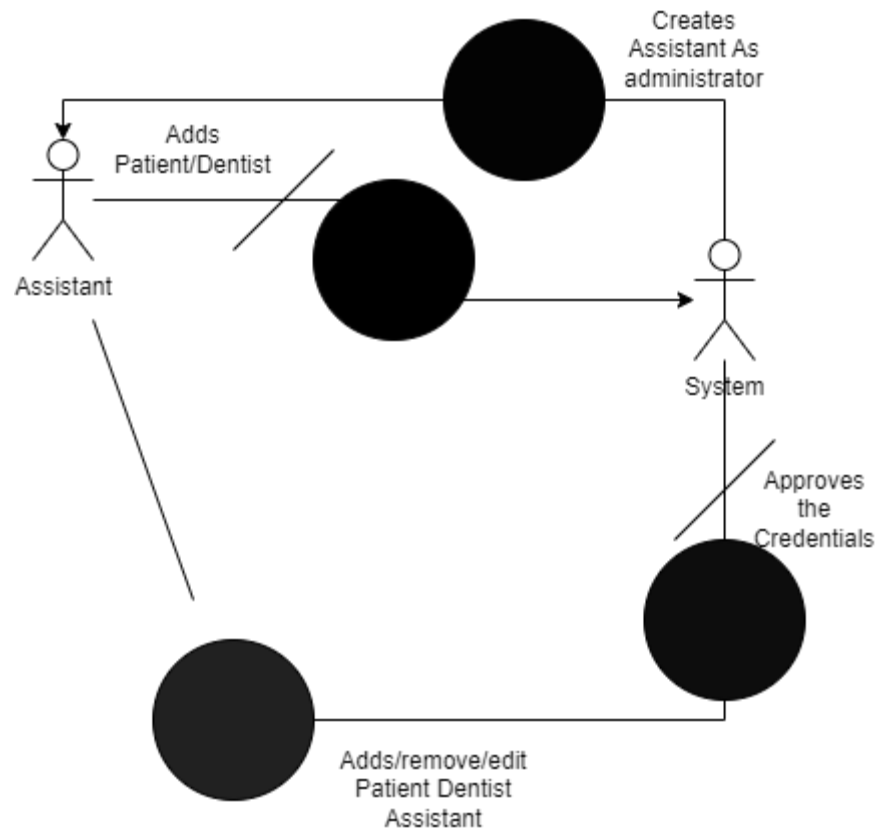 Creates
Assistant As
administrator
Adds
Patient/Dentist
Assistant
System
Approves
the
Credentials
Adds/remove/edit
Patient Dentist
Assistant